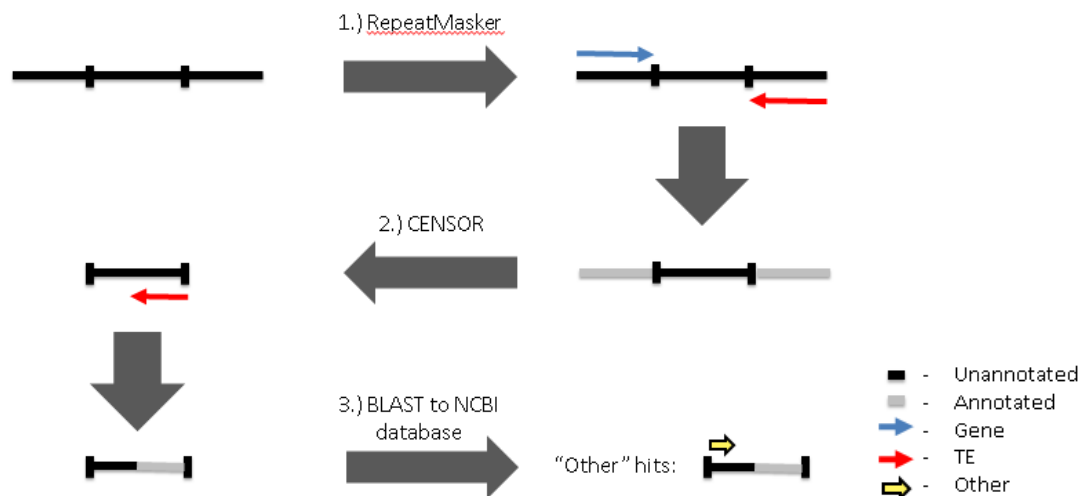 1.) RepeatMasker
2.) CENSOR
3.) BLAST to NCBI
database
"Other" hits:
- Unannotated
- Annotated
- Gene
- TE
- Other